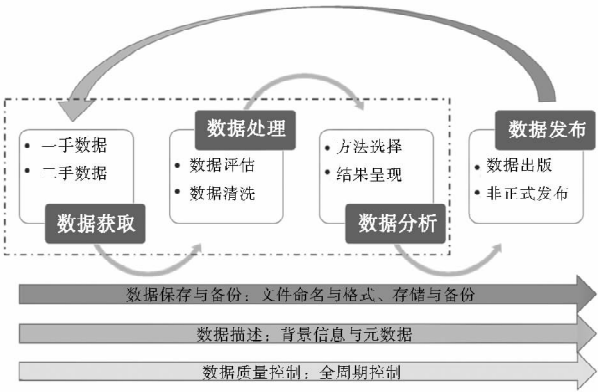 一手数据
二手数据
数据获取
数据处理
数据评估
数据清洗
方法选择
结果呈现
数据分析
数据发布
数据出版
非正式发布
数据保存与备份：文件命名与格式、存储与备份
数据描述：背景信息与元数据
数据质量控制：全周期控制